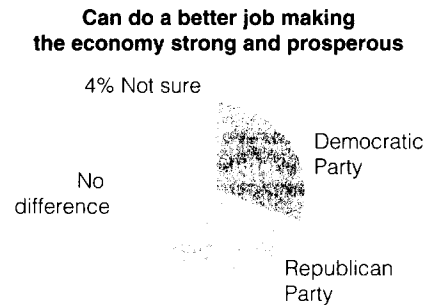 Can do a better job making
the economy strong and prosperous
4% Not sure
Democratic
Party
No
difference
Republican
Party